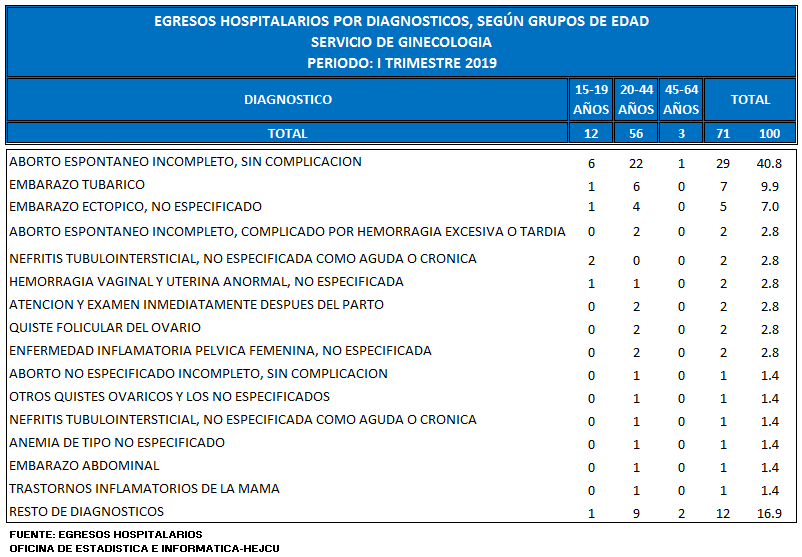 EGRESOS HOSPITALARIOS POR DIAGNOSTICOS, SEGÚN GRUPOS DE EDAD
SERVICIO DE GINECOLOGIA
PERIODO: I TRIMESTRE 2019
DIAGNOSTICO 15-19 AÑOS 20-44 AÑOS 45-64 AÑOS TOTAL
TOTAL 12 56 3 71 100
ABORTO ESPONTANEO INCOMPLETO, SIN COMPLICACION 6 22 1 29 40.8
EMBARAZO TUBARICO 1 6 0 7 9.9
EMBARAZO ECTOPICO, NO ESPECIFICADO 1 4 0 5 7.0
ABORTO ESPONTANEO INCOMPLETO, COMPLICADO POR HEMORRAGIA EXCESIVA O TARDIA 0 2 0 2 2.8
NEFRITIS TUBULOINTERSTICIAL, NO ESPECIFICADA COMO AGUDA O CRONICA 2 0 0 2 2.8
HEMORRAGIA VAGINAL Y UTERINA ANORMAL, NO ESPECIFICADA 1 1 0 2 2.8
ATENCION Y EXAMEN INMEDIATAMENTE DESPUES DEL PARTO 0 2 0 2 2.8
QUISTE FOLICULAR DEL OVARIO 0 2 0 2 2.8
ENFERMEDAD INFLAMATORIA PELVICA FEMENINA, NO ESPECIFICADA 0 2 0 2 2.8
ABORTO NO ESPECIFICADO INCOMPLETO, SIN COMPLICACION 0 1 0 1 1.4
OTROS QUISTES OVARICOS Y LOS NO ESPECIFICADOS 0 1 0 1 1.4
NEFRITIS TUBULOINTERSTICIAL, NO ESPECIFICADA COMO AGUDA O CRONICA 0 1 0 1 1.4
ANEMIA DE TIPO NO ESPECIFICADO 0 1 0 1 1.4
EMBARAZO ABDOMINAL 0 1 0 1 1.4
TRASTORNOS INFLAMATORIOS DE LA MAMA 0 1 0 1 1.4
RESTO DE DIAGNOSTICOS 1 9 2 12 16.9
FUENTE: EGRESOS HOSPITALARIOS
OFICINA DE ESTADISTICA E INFORMATICA-HEJCU